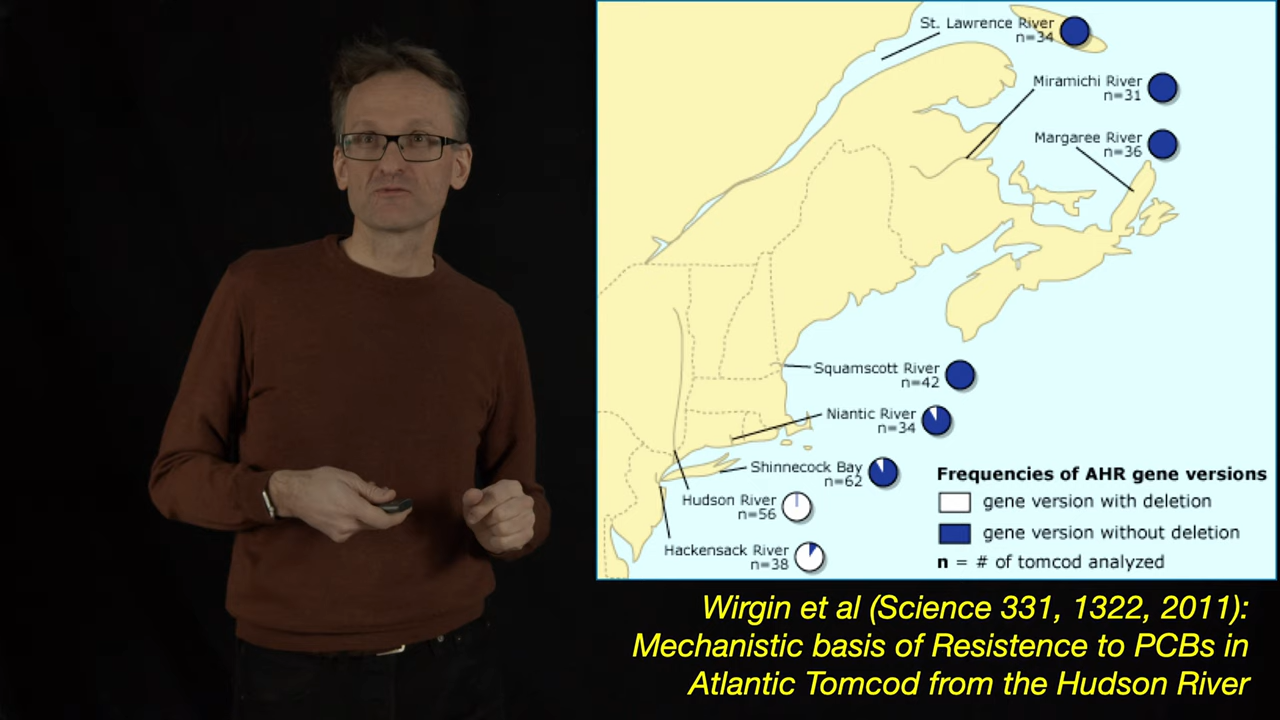 St. Lawrence River
n=34
Miramichi River
n=31
Margaree River
n=36
Squamscott River
n=42
Niantic River
n=34
Shinnecock Bay
n=62
Hudson River
n=56
Hackensack River
n=38
Frequencies of AHR gene versions
gene version with deletion
gene version without deletion
n = # of tomcod analyzed
Wirgin et al (Science 331, 1322, 2011):
Mechanistic basis of Resistence to PCBs in
Atlantic Tomcod from the Hudson River